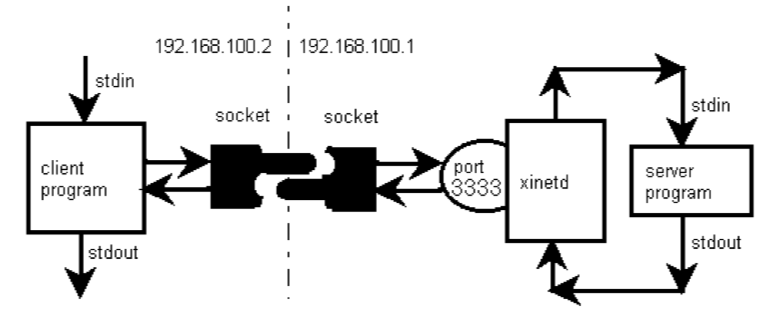 192.168.100.2
192.168.100.1
stdin
socket
socket
stdin
client
program
port
3333
xinetd
server
program
stdout
stdout